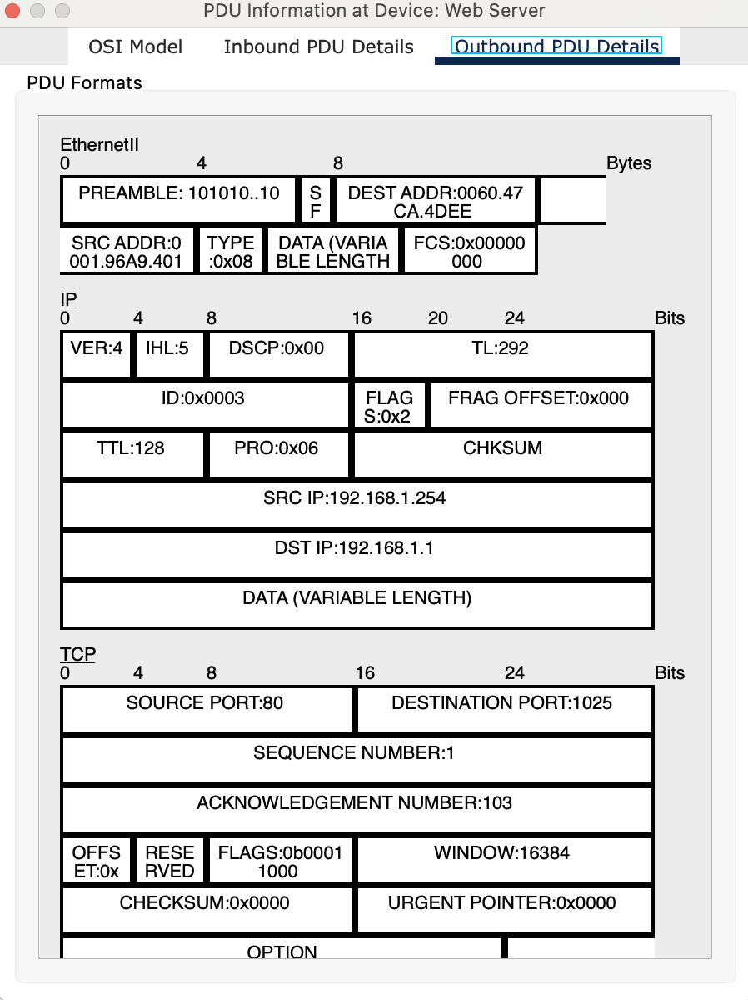 PDU Information at Device: Web Server
OSI Model Inbound PDU Details Outbound PDU Details
PDU Formats
EthernetII
0 4 8 Bytes
PREAMBLE: 101010..10
S
F
DEST ADDR:0060.47
CA.4DEE
SRC ADDR:0
001.96A9.401
TYPE
:0x08
DATA (VARIA
BLE LENGTH
FCS:0x00000
000
IP
0 4 8 16 20 24 Bits
VER:4 IHL:5 DSCP:0x00 TL:292
ID:0x0003
FLAG
S:0x2
FRAG OFFSET:0x000
TTL:128 PRO:0x06 CHKSUM
SRC IP:192.168.1.254
DST IP:192.168.1.1
DATA (VARIABLE LENGTH)
TCP
0 4 8 16 24 Bits
SOURCE PORT:80 DESTINATION PORT:1025
SEQUENCE NUMBER:1
ACKNOWLEDGEMENT NUMBER:103
OFFS
ET:0x
RESE
RVED
FLAGS:0b0001
1000
WINDOW:16384
CHECKSUM:0x0000 URGENT POINTER:0x0000
OPTION